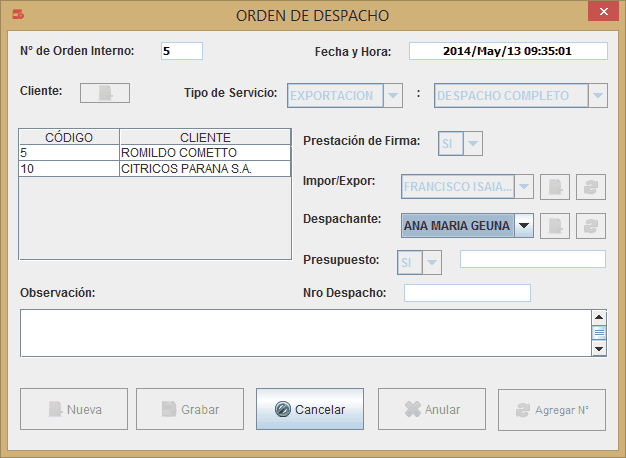 ORDEN DE DESPACHO
N° de Orden Interno: 5 Fecha y Hora: 2014/May/13 09:35:01
Cliente: Tipo de Servicio: EXPORTACION : DESPACHO COMPLETO
CÓDIGO CLIENTE
5 ROMILDO COMETTO
10 CITRICOS PARANA S.A.
Prestación de Firma: SI
Impor/Expor: FRANCISCO ISAIA...
Despachante: ANA MARIA GEUNA
Presupuesto: SI
Observación: Nro Despacho:
Nueva Grabar Cancelar Anular Agregar N°